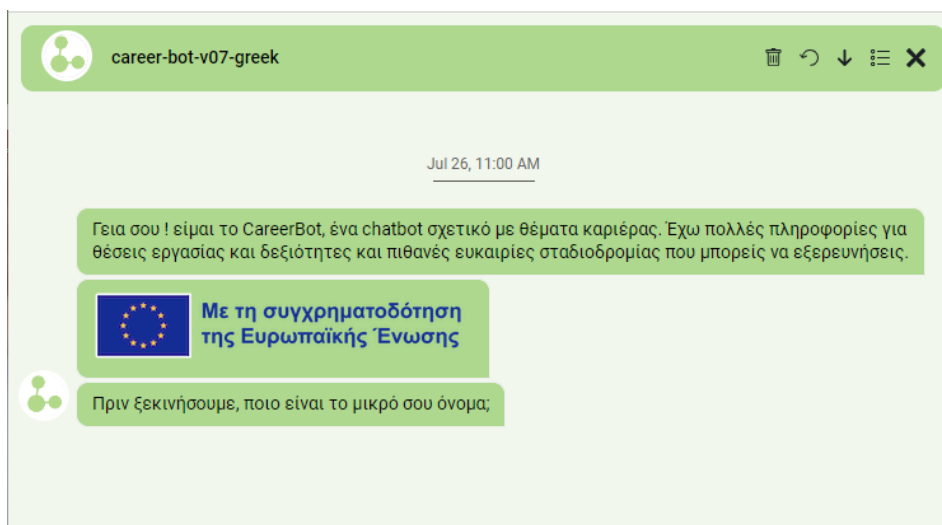 career-bot-v07-greek
Jul 26, 11:00 AM
Γεια σου ! είμαι το CareerBot, ένα chatbot σχετικό με θέματα καριέρας. Έχω πολλές πληροφορίες για
θέσεις εργασίας και δεξιότητες και πιθανές ευκαιρίες σταδιοδρομίας που μπορείς να εξερευνήσεις.
Με τη συγχρηματοδότηση
της Ευρωπαϊκής Ένωσης
Πριν ξεκινήσουμε, ποιο είναι το μικρό σου όνομα;